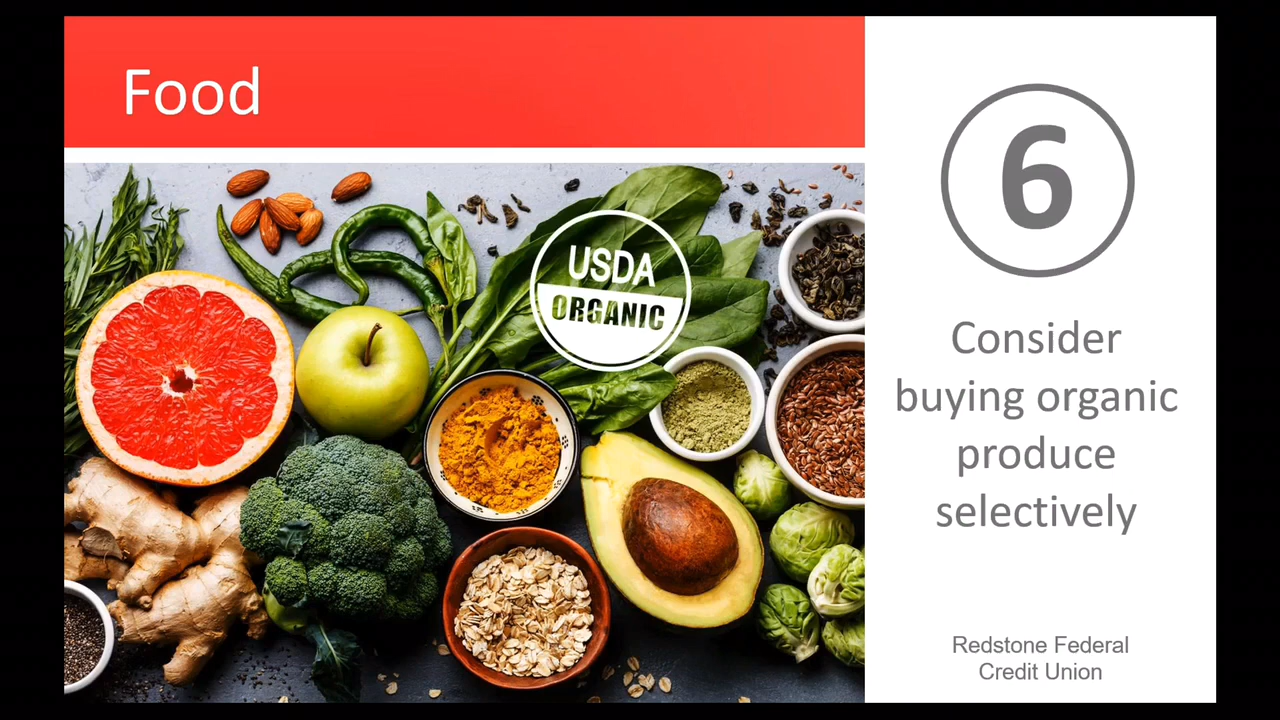 Food
USDA
ORGANIC
6
Consider
buying organic
produce
selectively
Redstone Federal
Credit Union